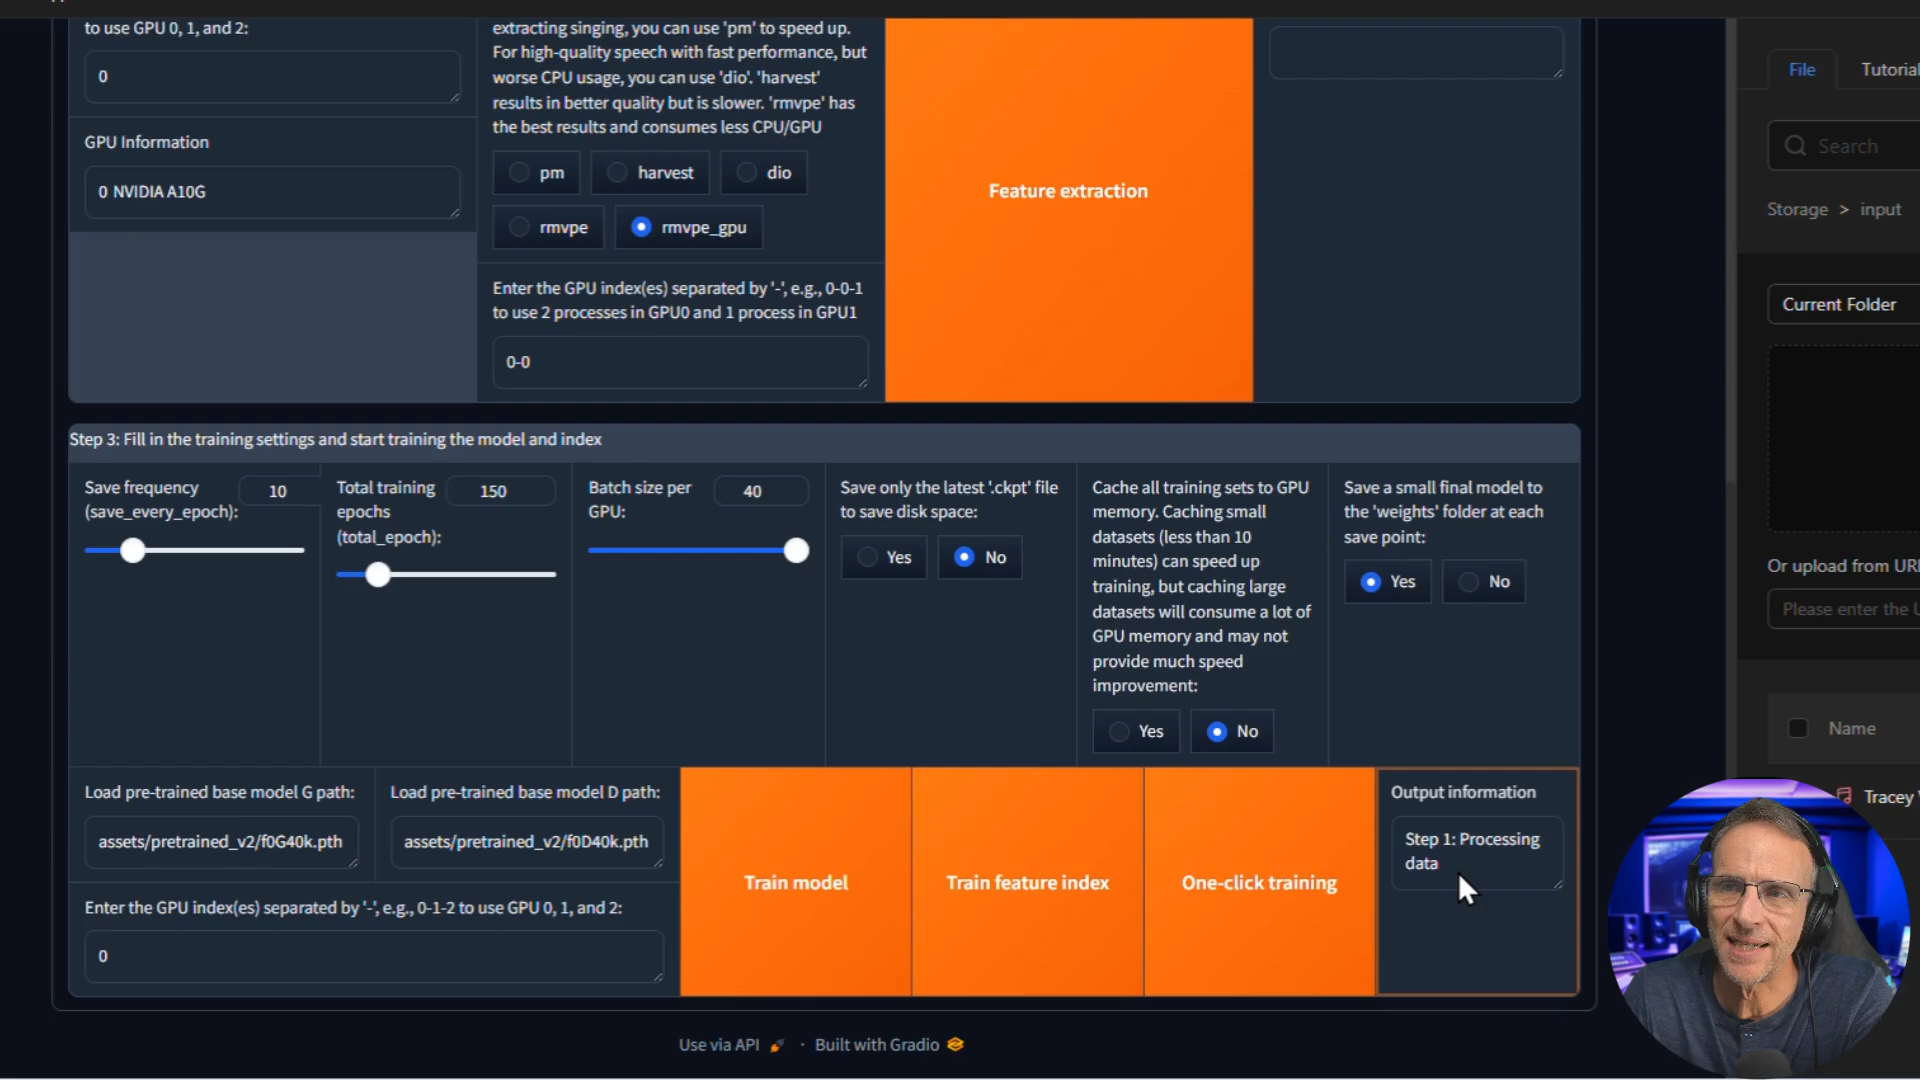 to use GPU 0, 1, and 2:
0
GPU Information
0 NVIDIA A10G
extracting singing, you can use 'pm' to speed up.
For high-quality speech with fast performance, but
worse CPU usage, you can use 'dio'. 'harvest'
results in better quality but is slower. 'rmvpe' has
the best results and consumes less CPU/GPU
pm
harvest
dio
rmvpe
rmvpe_gpu
Enter the GPU index(es) separated by '-', e.g., 0-0-1
to use 2 processes in GPU0 and 1 process in GPU1
0-0
Feature extraction
Step 3: Fill in the training settings and start training the model and index
Save frequency
(save_every_epoch):
10
Total training
epochs
(total_epoch):
150
Batch size per
GPU:
40
Save only the latest '.ckpt' file
to save disk space:
Yes
No
Cache all training sets to GPU
memory. Caching small
datasets (less than 10
minutes) can speed up
training, but caching large
datasets will consume a lot of
GPU memory and may not
provide much speed
improvement:
Yes
No
Save a small final model to
the 'weights' folder at each
save point:
Yes
No
Load pre-trained base model G path:
assets/pretrained_v2/f0G40k.pth
Load pre-trained base model D path:
assets/pretrained_v2/f0D40k.pth
Enter the GPU index(es) separated by '-', e.g., 0-1-2 to use GPU 0, 1, and 2:
0
Train model
Train feature index
One-click training
Output information
Step 1: Processing
data
Use via API · Built with Gradio
File
Tutorial
Search
Storage > input
Current Folder
Or upload from UR
Please enter the
Name
Tracey